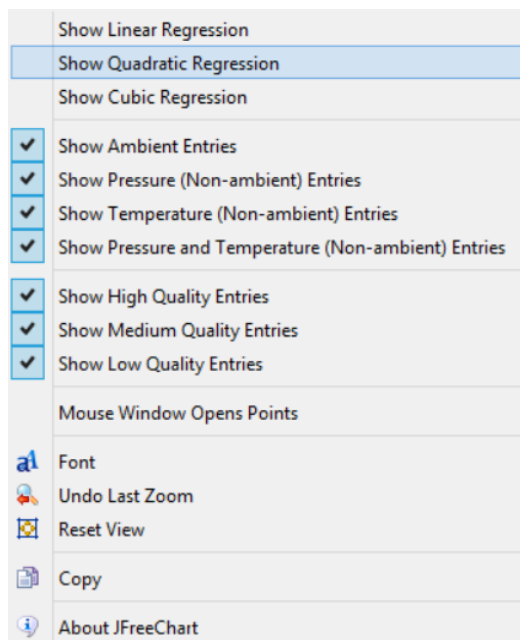 Show Linear Regression
Show Quadratic Regression
Show Cubic Regression
Show Ambient Entries
Show Pressure (Non-ambient) Entries
Show Temperature (Non-ambient) Entries
Show Pressure and Temperature (Non-ambient) Entries
Show High Quality Entries
Show Medium Quality Entries
Show Low Quality Entries
Mouse Window Opens Points
Font
Undo Last Zoom
Reset View
Copy
About JFreeChart